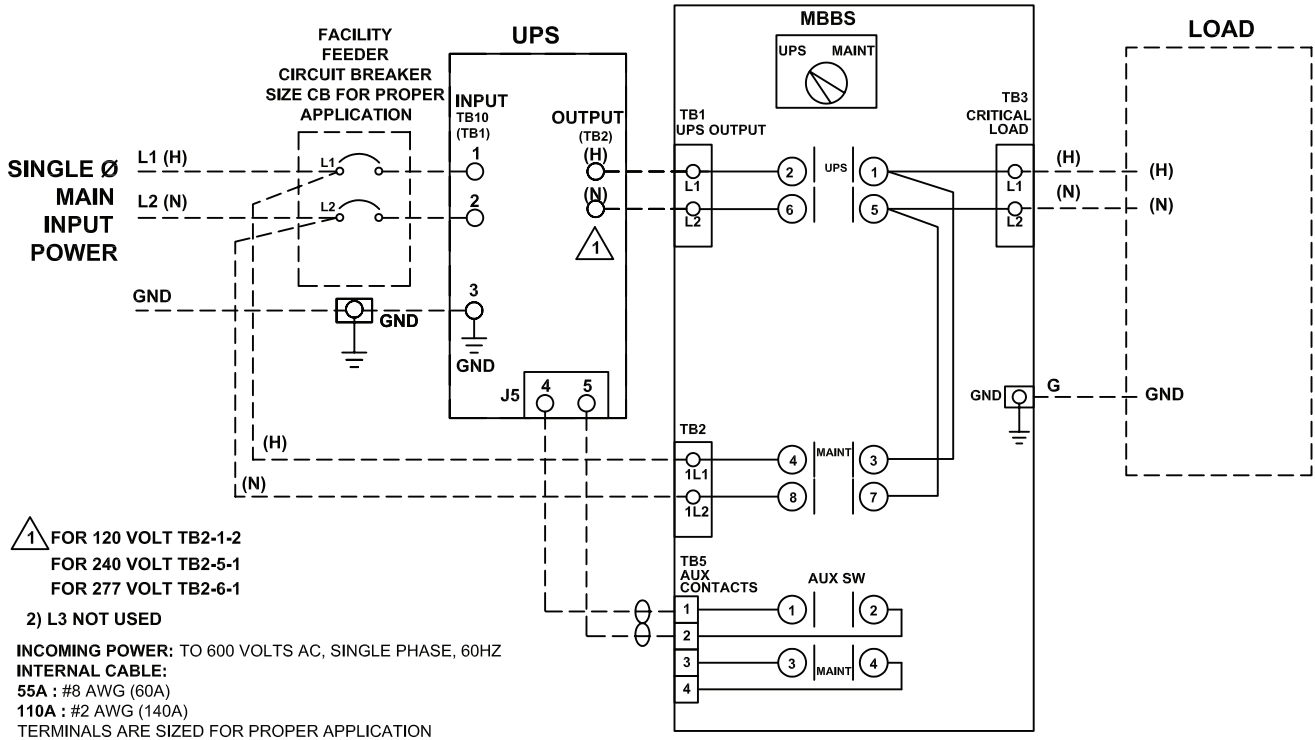 FACILITY
FEEDER
CIRCUIT BREAKER
SIZE CB FOR PROPER
APPLICATION
UPS
MBBS
UPS MAINT
LOAD
INPUT
TB10
(TB1)
OUTPUT
(TB2)
TB1
UPS OUTPUT
TB3
CRITICAL
LOAD
SINGLE Ø
MAIN
INPUT
POWER
L1 (H)
L1
1
(H)
L1
2
UPS
1
L1
(H)
(H)
L2 (N)
L2
2
(N)
L2
6
5
L2
(N)
(N)
1
GND
GND
3
GND
J5
4
5
GND
G
GND
TB2
(H)
1L1
4
MAINT
3
(N)
1L2
8
7
1 FOR 120 VOLT TB2-1-2
FOR 240 VOLT TB2-5-1
FOR 277 VOLT TB2-6-1
2) L3 NOT USED
TB5
AUX
CONTACTS
AUX SW
1
1
2
2
3
3
MAINT
4
4
INCOMING POWER: TO 600 VOLTS AC, SINGLE PHASE, 60HZ
INTERNAL CABLE:
55A : #8 AWG (60A)
110A : #2 AWG (140A)
TERMINALS ARE SIZED FOR PROPER APPLICATION